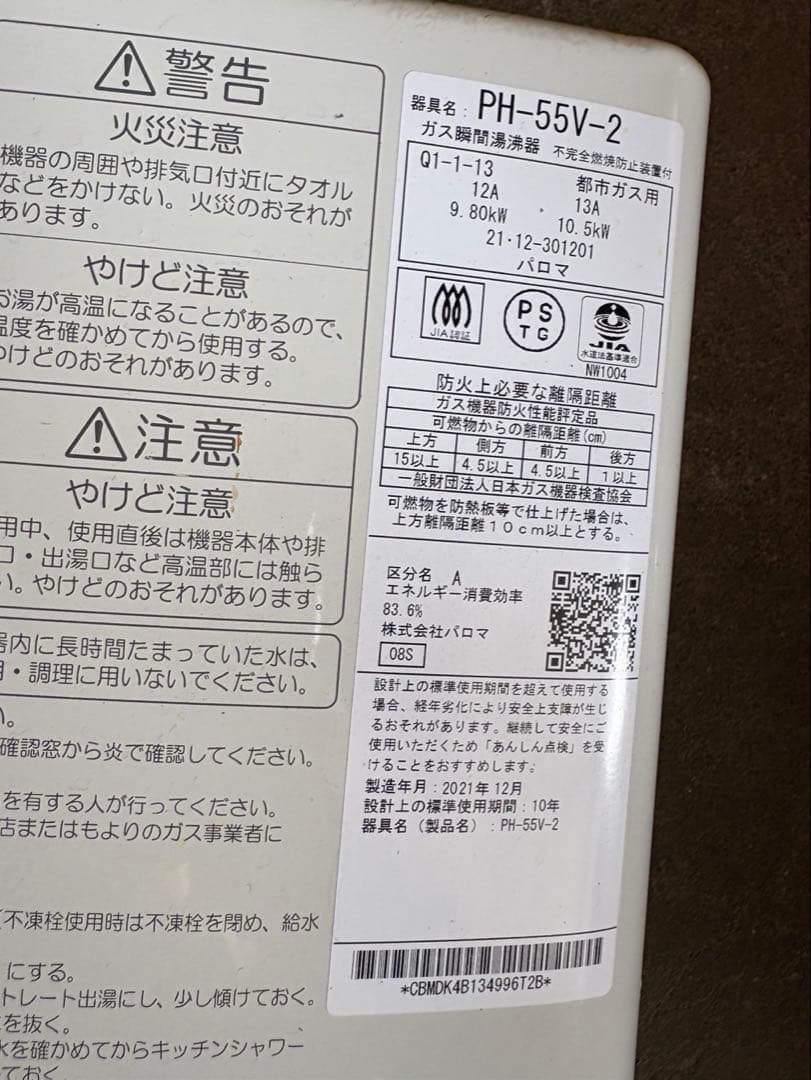 警告
火災注意
機器の周囲や排気口付近にタオル
などをかけない。火災のおそれが
あります。
やけど注意
お湯が高温になることがあるので、
温度を確かめてから使用する。
やけどのおそれがあります。
注意
やけど注意
用中、使用直後は機器本体や排
口・出湯口など高温部には触ら
い。やけどのおそれがあります。
器内に長時間たまっていた水は、
用・調理に用いないでください。
い。
確認窓から炎で確認してください。
を有する人が行ってください。
店またはもよりのガス事業者に
不凍栓使用時は不凍栓を閉め、給水
にする。
トレート出湯にし、少し傾けておく。
を抜く。
水を確かめてからキッチンシャワー
ておく
器具名: PH-55V-2
ガス瞬間湯沸器 不完全燃焼防止装置付
Q1-1-13 都市ガス用
12A ・ 13A
9.80kW 10.5kW
21・12-301201
パロマ
JIA認証
PS
TG
JIA
水道法基準適合
NW1004
防火上必要な離隔距離
ガス機器防火性能評定品
可燃物からの離隔距離(cm)
上方 側方 前方 後方
15以上 4.5以上 4.5以上 1以上
一般財団法人日本ガス機器検査協会
可燃物を防熱板等で仕上げた場合は、
上方離隔距離10cm以上とする。
区分名 A
エネルギー消費効率
83.6%
株式会社パロマ
08S
設計上の標準使用期間を超えて使用する
場合、経年劣化により安全上支障が生じ
るおそれがあります。継続して安全にご
使用いただくため「あんしん点検」を受
けることをおすすめします。
製造年月:2021年12月
設計上の標準使用期間:10年
器具名(製品名):PH-55V-2
*CBMDK4B134996T2B*